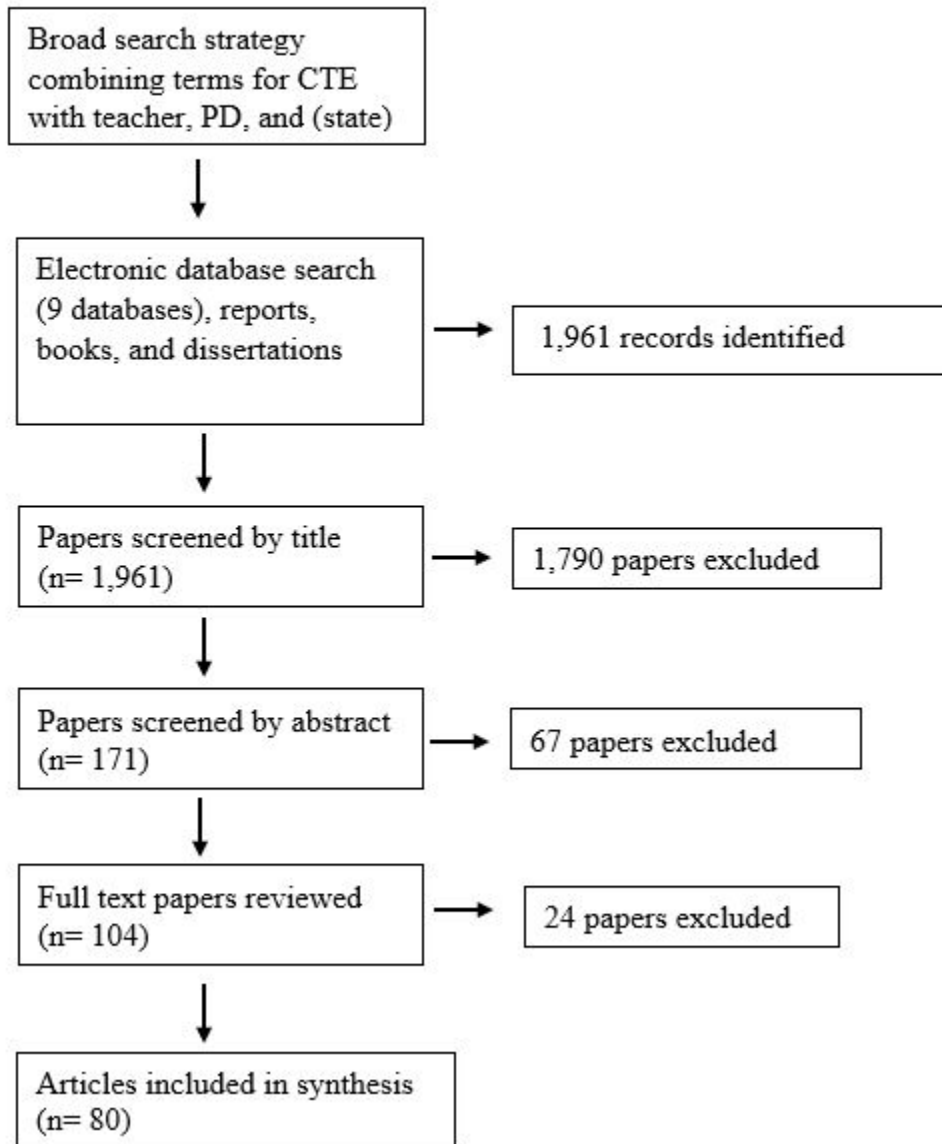 Broad search strategy
combining terms for CTE
with teacher, PD, and (state)
Electronic database search
(9 databases), reports,
books, and dissertations
1,961 records identified
Papers screened by title
(n= 1,961)
1,790 papers excluded
Papers screened by abstract
(n= 171)
67 papers excluded
Full text papers reviewed
(n= 104)
24 papers excluded
Articles included in synthesis
(n= 80)